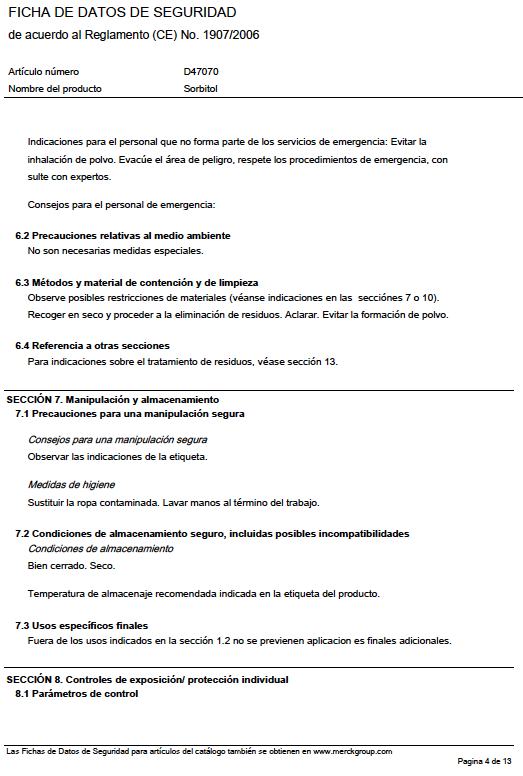 FICHA DE DATOS DE SEGURIDAD
de acuerdo al Reglamento (CE) No. 1907/2006
Artículo número D47070
Nombre del producto Sorbitol
Indicaciones para el personal que no forma parte de los servicios de emergencia: Evitar la
inhalación de polvo. Evacúe el área de peligro, respete los procedimientos de emergencia, con
sulte con expertos.
Consejos para el personal de emergencia:
6.2 Precauciones relativas al medio ambiente
No son necesarias medidas especiales.
6.3 Métodos y material de contención y de limpieza
Observe posibles restricciones de materiales (véanse indicaciones en las secciónes 7 o 10).
Recoger en seco y proceder a la eliminación de residuos. Aclarar. Evitar la formación de polvo.
6.4 Referencia a otras secciones
Para indicaciones sobre el tratamiento de residuos, véase sección 13.
SECCIÓN 7. Manipulación y almacenamiento
7.1 Precauciones para una manipulación segura
Consejos para una manipulación segura
Observar las indicaciones de la etiqueta.
Medidas de higiene
Sustituir la ropa contaminada. Lavar manos al término del trabajo.
7.2 Condiciones de almacenamiento seguro, incluidas posibles incompatibilidades
Condiciones de almacenamiento
Bien cerrado. Seco.
Temperatura de almacenaje recomendada indicada en la etiqueta del producto.
7.3 Usos específicos finales
Fuera de los usos indicados en la sección 1.2 no se previenen aplicacion es finales adicionales.
SECCIÓN 8. Controles de exposición/ protección individual
8.1 Parámetros de control
Las Fichas de Datos de Seguridad para artículos del catálogo también se obtienen en www.merckgroup.com
Pagina 4 de 13